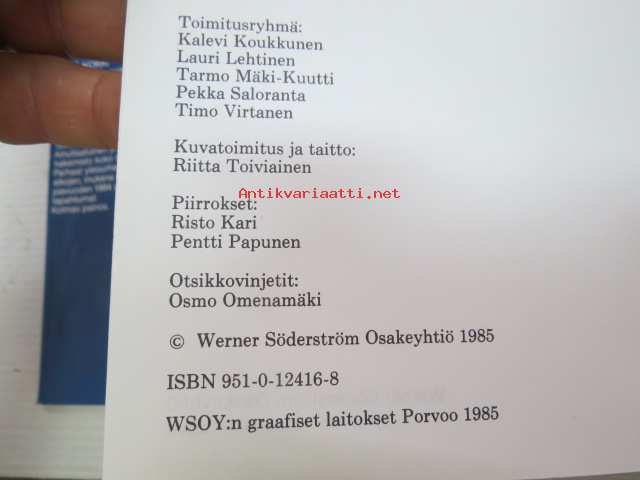 Toimitusryhmä:
Kalevi Koukkunen
Lauri Lehtinen
Tarmo Mäki-Kuutti
Pekka Saloranta
Timo Virtanen
Kuvatoimitus ja taitto:
Riitta Toiviainen
Antikvariaatti.net
Piirrokset:
Risto Kari
Pentti Papunen
Otsikkovinjetit:
Osmo Omenamäki
© Werner Söderström Osakeyhtiö 1985
ISBN 951-0-12416-8
WSOY:n graafiset laitokset Porvoo 1985